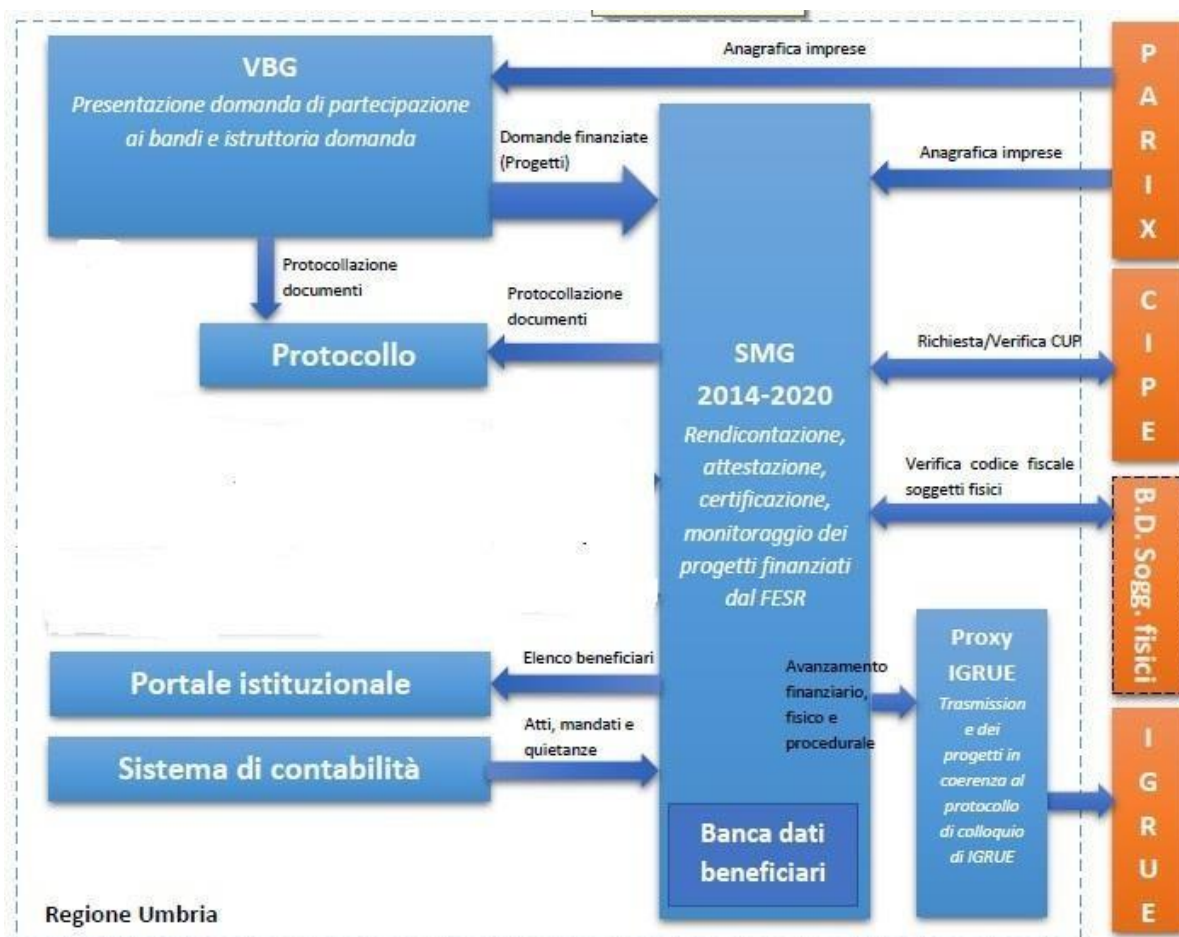 VBG
Presentazione domanda di partecipazione
ai bandi e istruttoria domanda
Anagrafica imprese
P
A
R
I
X
Domande finanziate
(Progetti)
Anagrafica imprese
Protocollazione
documenti
Protocollazione
documenti
Protocollo
SMG
2014-2020
Rendicontazione,
attestazione,
certificazione,
monitoraggio dei
progetti finanziati
dal FESR
Richiesta/Verifica CUP
C
I
P
E
Verifica codice fiscale
soggetti fisici
B.D. Sogg. fisici
Elenco beneficiari
Portale istituzionale
Atti, mandati e
quietanze
Sistema di contabilità
Avanzamento
finanziario,
fisico e
procedurale
Proxy
IGRUE
Trasmission
e dei
progetti in
coerenza al
protocollo
di colloquio
di IGRUE
I
G
R
U
E
Banca dati
beneficiari
Regione Umbria